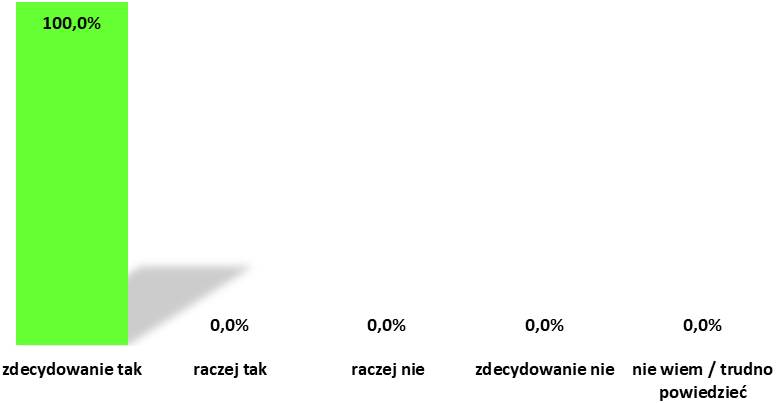 100,0%
0,0% 0,0% 0,0% 0,0%
zdecydowanie tak raczej tak raczej nie zdecydowanie nie nie wiem / trudno
powiedzieć